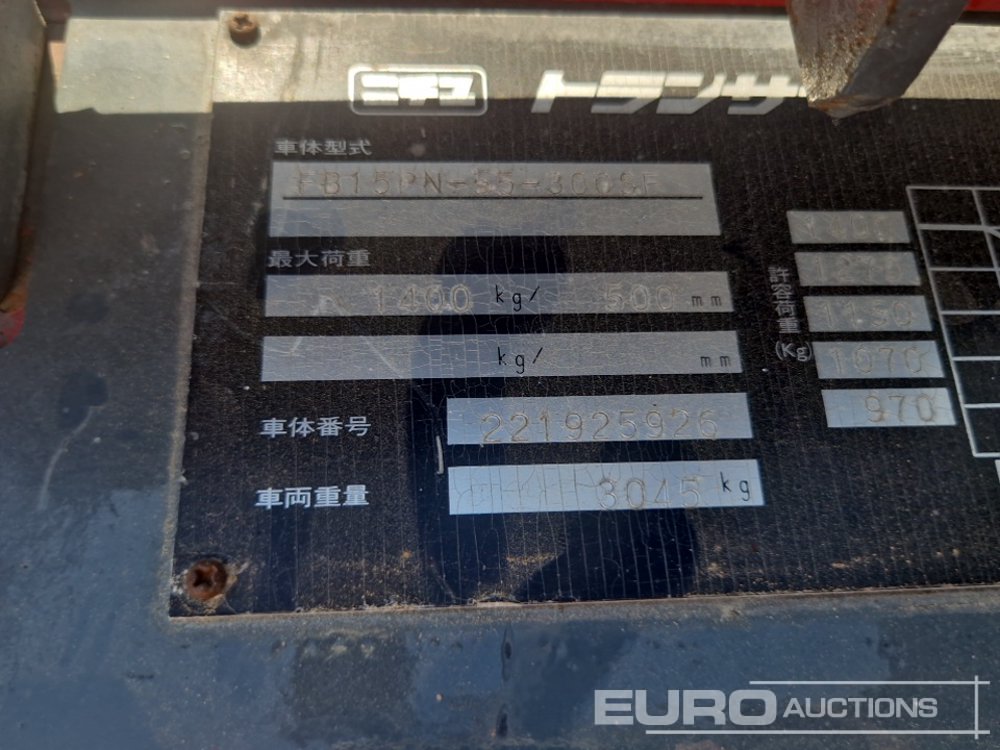 ニチユ トランサ
車体型式
FB15PN-55-300SF
最大荷重
1400 kg/ 500 mm
kg/ mm
車体番号 221925926
車両重量 3045 kg
許容荷重(Kg)
1150
1070
970
EURO AUCTIONS